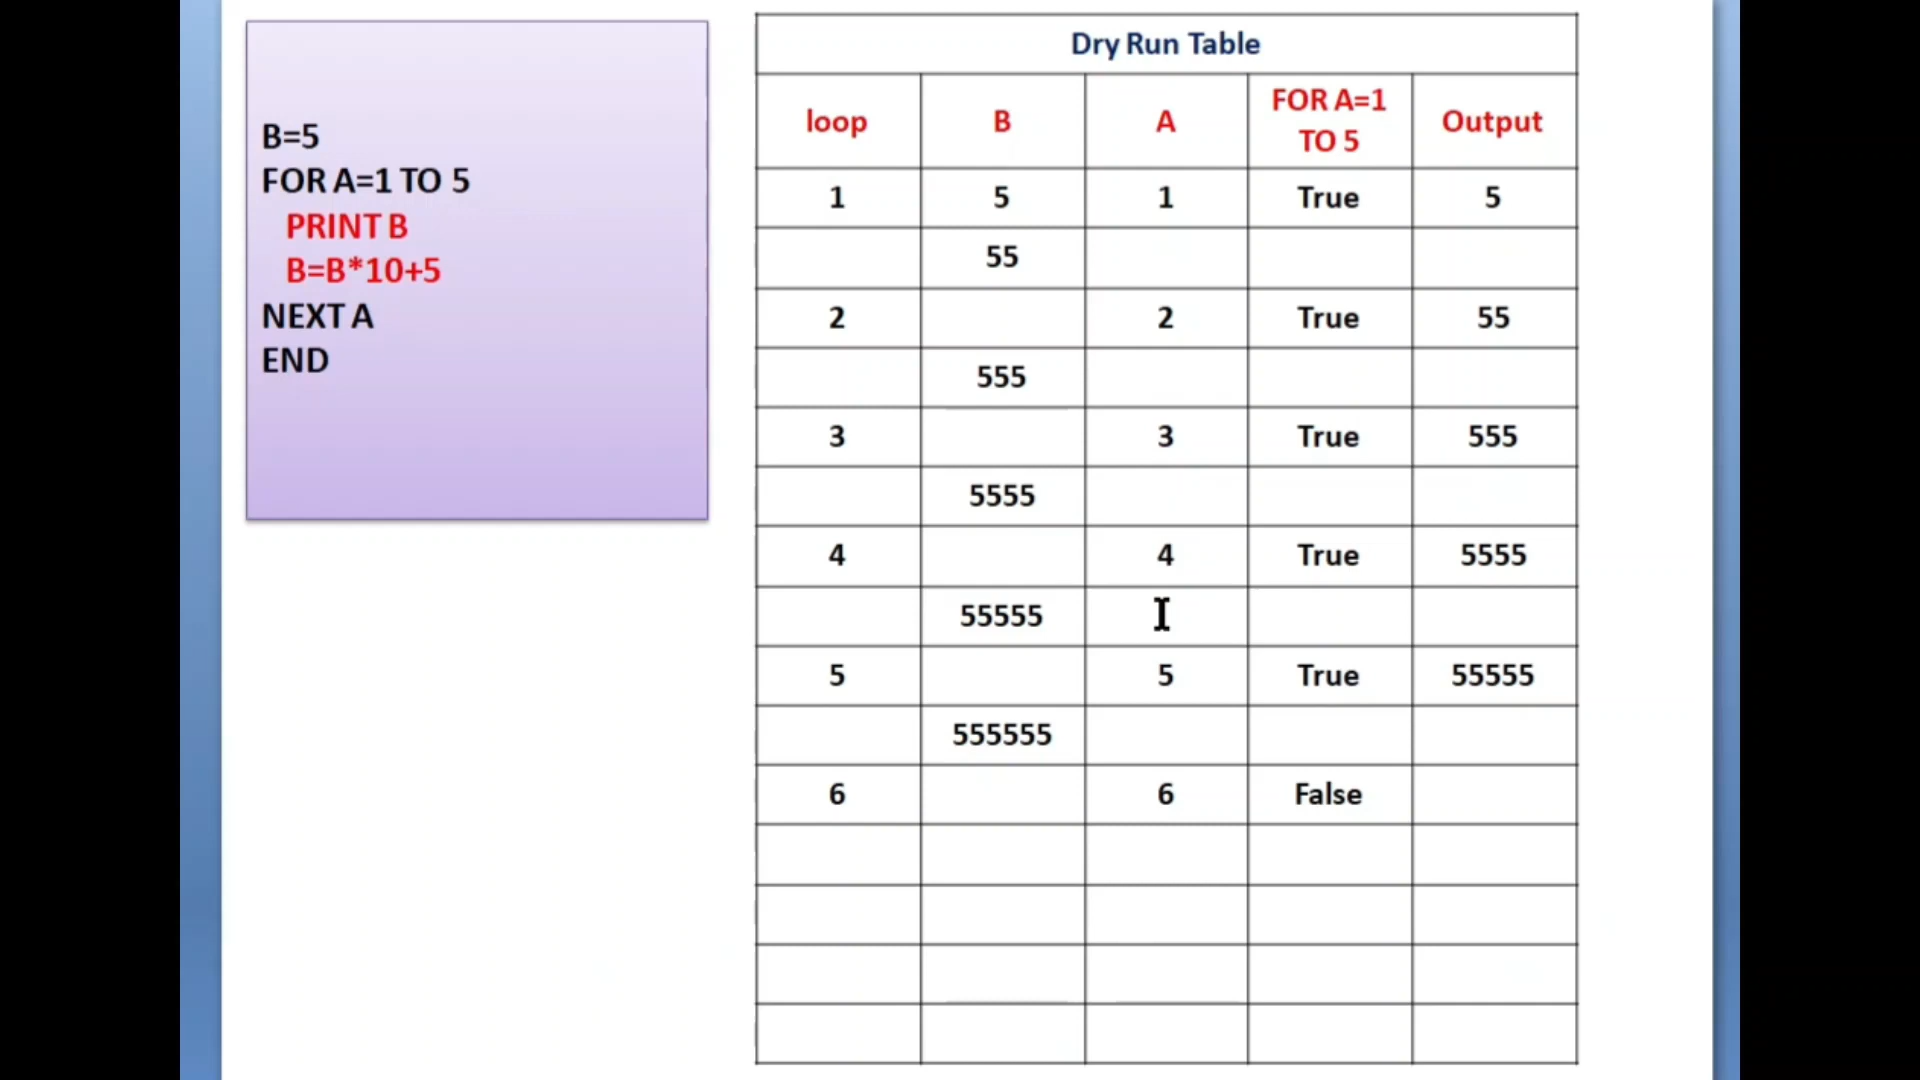 B=5
FOR A=1 TO 5
PRINT B
B=B*10+5
NEXT A
END
Dry Run Table
loop B A FOR A=1 TO 5 Output
1 5 1 True 5
55
2 2 True 55
555
3 3 True 555
5555
4 4 True 5555
55555
5 5 True 55555
555555
6 6 False